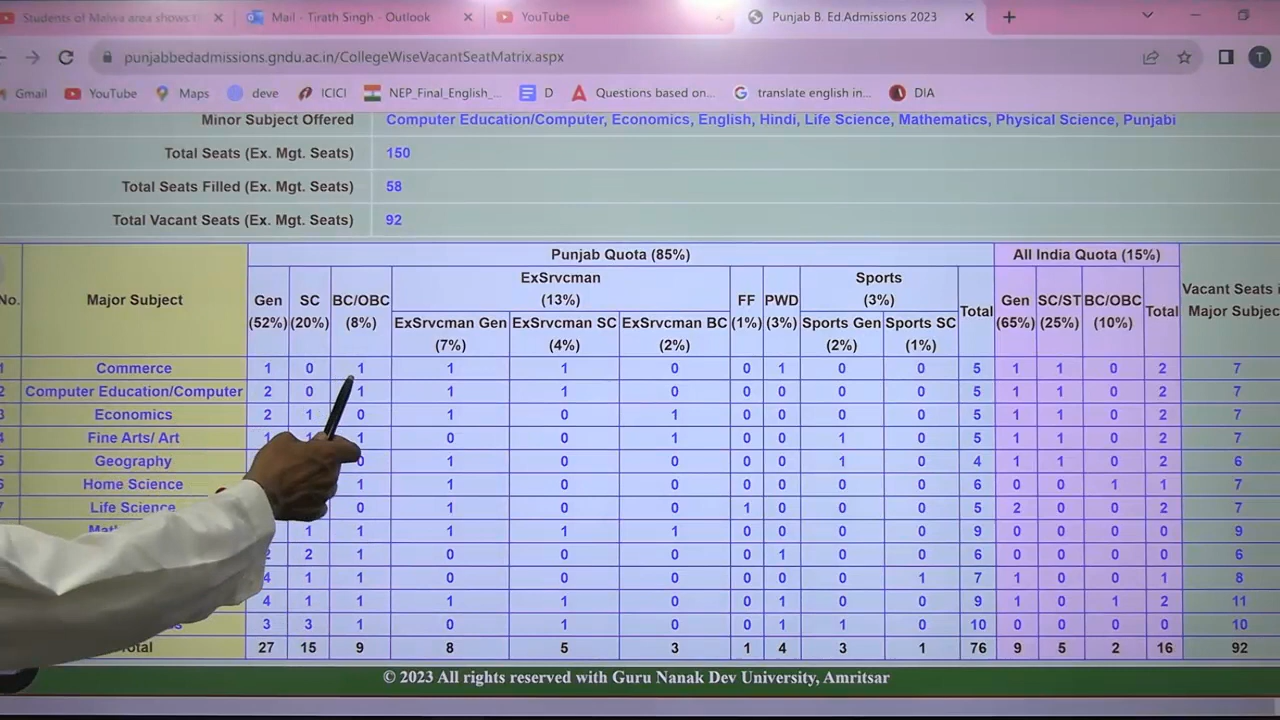 Students of Malwa area shows t
Mail - Tirath Singh - Outlook
YouTube
Punjab B. Ed.Admissions 2023
punjabbedadmissions.gndu.ac.in/CollegeWiseVacantSeatMatrix.aspx
T
Gmail YouTube Maps deve ICICI NEP_Final_English_... D Questions based on... translate english in... DIA
Minor Subject Offered Computer Education/Computer, Economics, English, Hindi, Life Science, Mathematics, Physical Science, Punjabi
Total Seats (Ex. Mgt. Seats) 150
Total Seats Filled (Ex. Mgt. Seats) 58
Total Vacant Seats (Ex. Mgt. Seats) 92
Punjab Quota (85%) All India Quota (15%)
No. Major Subject Gen (52%) SC (20%) BC/OBC (8%) ExSrvcman (13%) FF (1%) PWD (3%) Sports (3%) Total Gen (65%) SC/ST (25%) BC/OBC (10%) Total Vacant Seats i Major Subjec
ExSrvcman Gen (7%) ExSrvcman SC (4%) ExSrvcman BC (2%) Sports Gen (2%) Sports SC (1%)
1 Commerce 1 0 1 1 1 0 0 1 0 0 5 1 1 0 2 7
2 Computer Education/Computer 2 0 1 1 1 0 0 0 0 0 5 1 1 0 2 7
3 Economics 2 1 0 1 0 1 0 0 0 0 5 1 1 0 2 7
4 Fine Arts/ Art 1 1 1 0 0 1 0 0 1 0 5 1 1 0 2 7
5 Geography 0 1 0 0 0 0 1 0 4 1 1 0 2 6
Home Science 1 0 0 0 0 0 0 0 6 0 0 1 1 7
7 Life Science 0 1 0 0 1 0 0 0 5 2 0 0 2 7
1 1 1 1 1 0 0 0 0 9 0 0 0 0 9
2 2 1 0 0 0 0 1 0 0 6 0 0 0 0 6
4 1 1 0 0 0 0 0 0 1 7 1 0 0 1 8
4 1 1 1 1 0 0 1 0 0 9 1 0 1 2 11
3 3 1 0 1 0 0 1 1 0 10 0 0 0 0 10
Total 27 15 9 8 5 3 1 4 3 1 76 9 5 2 16 92
© 2023 All rights reserved with Guru Nanak Dev University, Amritsar